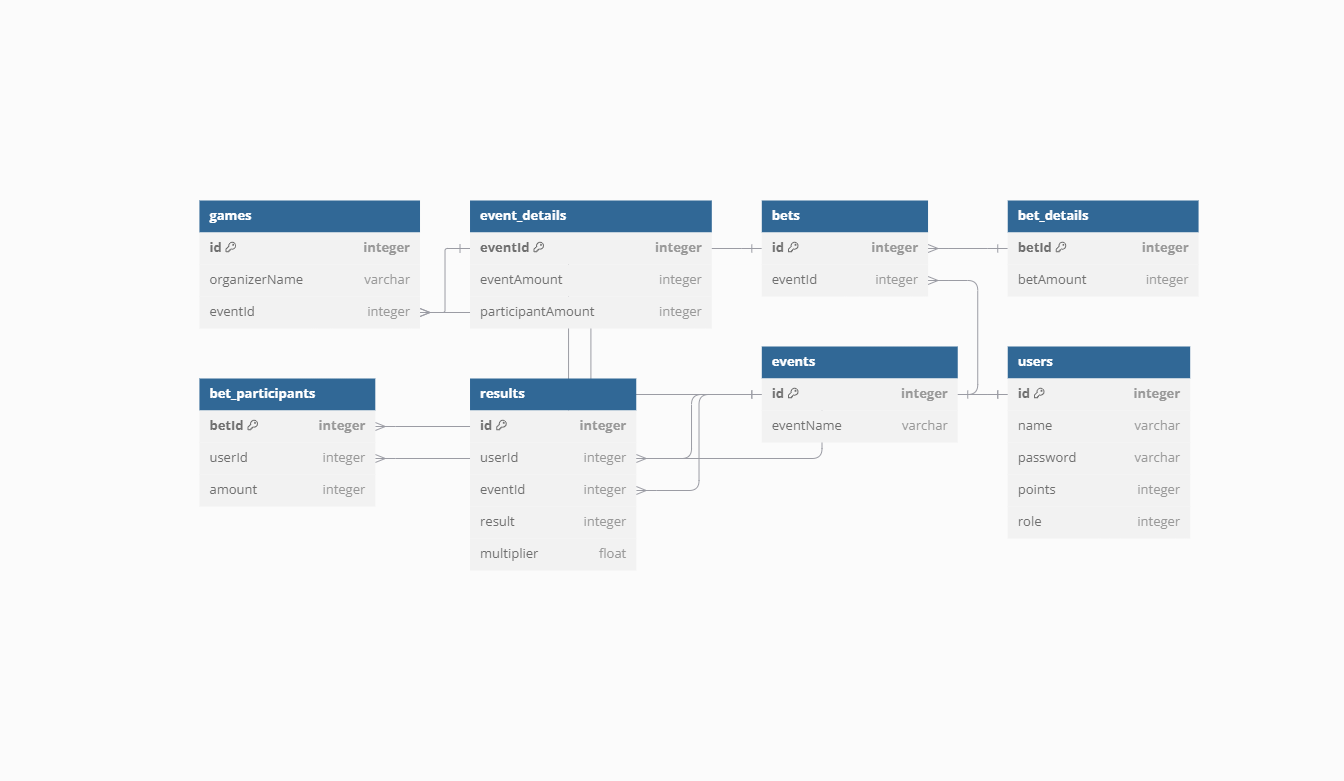 games
id integer
organizerName varchar
eventId integer
event_details
eventId integer
eventAmount integer
participantAmount integer
bets
id integer
eventId integer
bet_details
betId integer
betAmount integer
bet_participants
betId integer
userId integer
amount integer
results
id integer
userId integer
eventId integer
result integer
multiplier float
events
id integer
eventName varchar
users
id integer
name varchar
password varchar
points integer
role integer